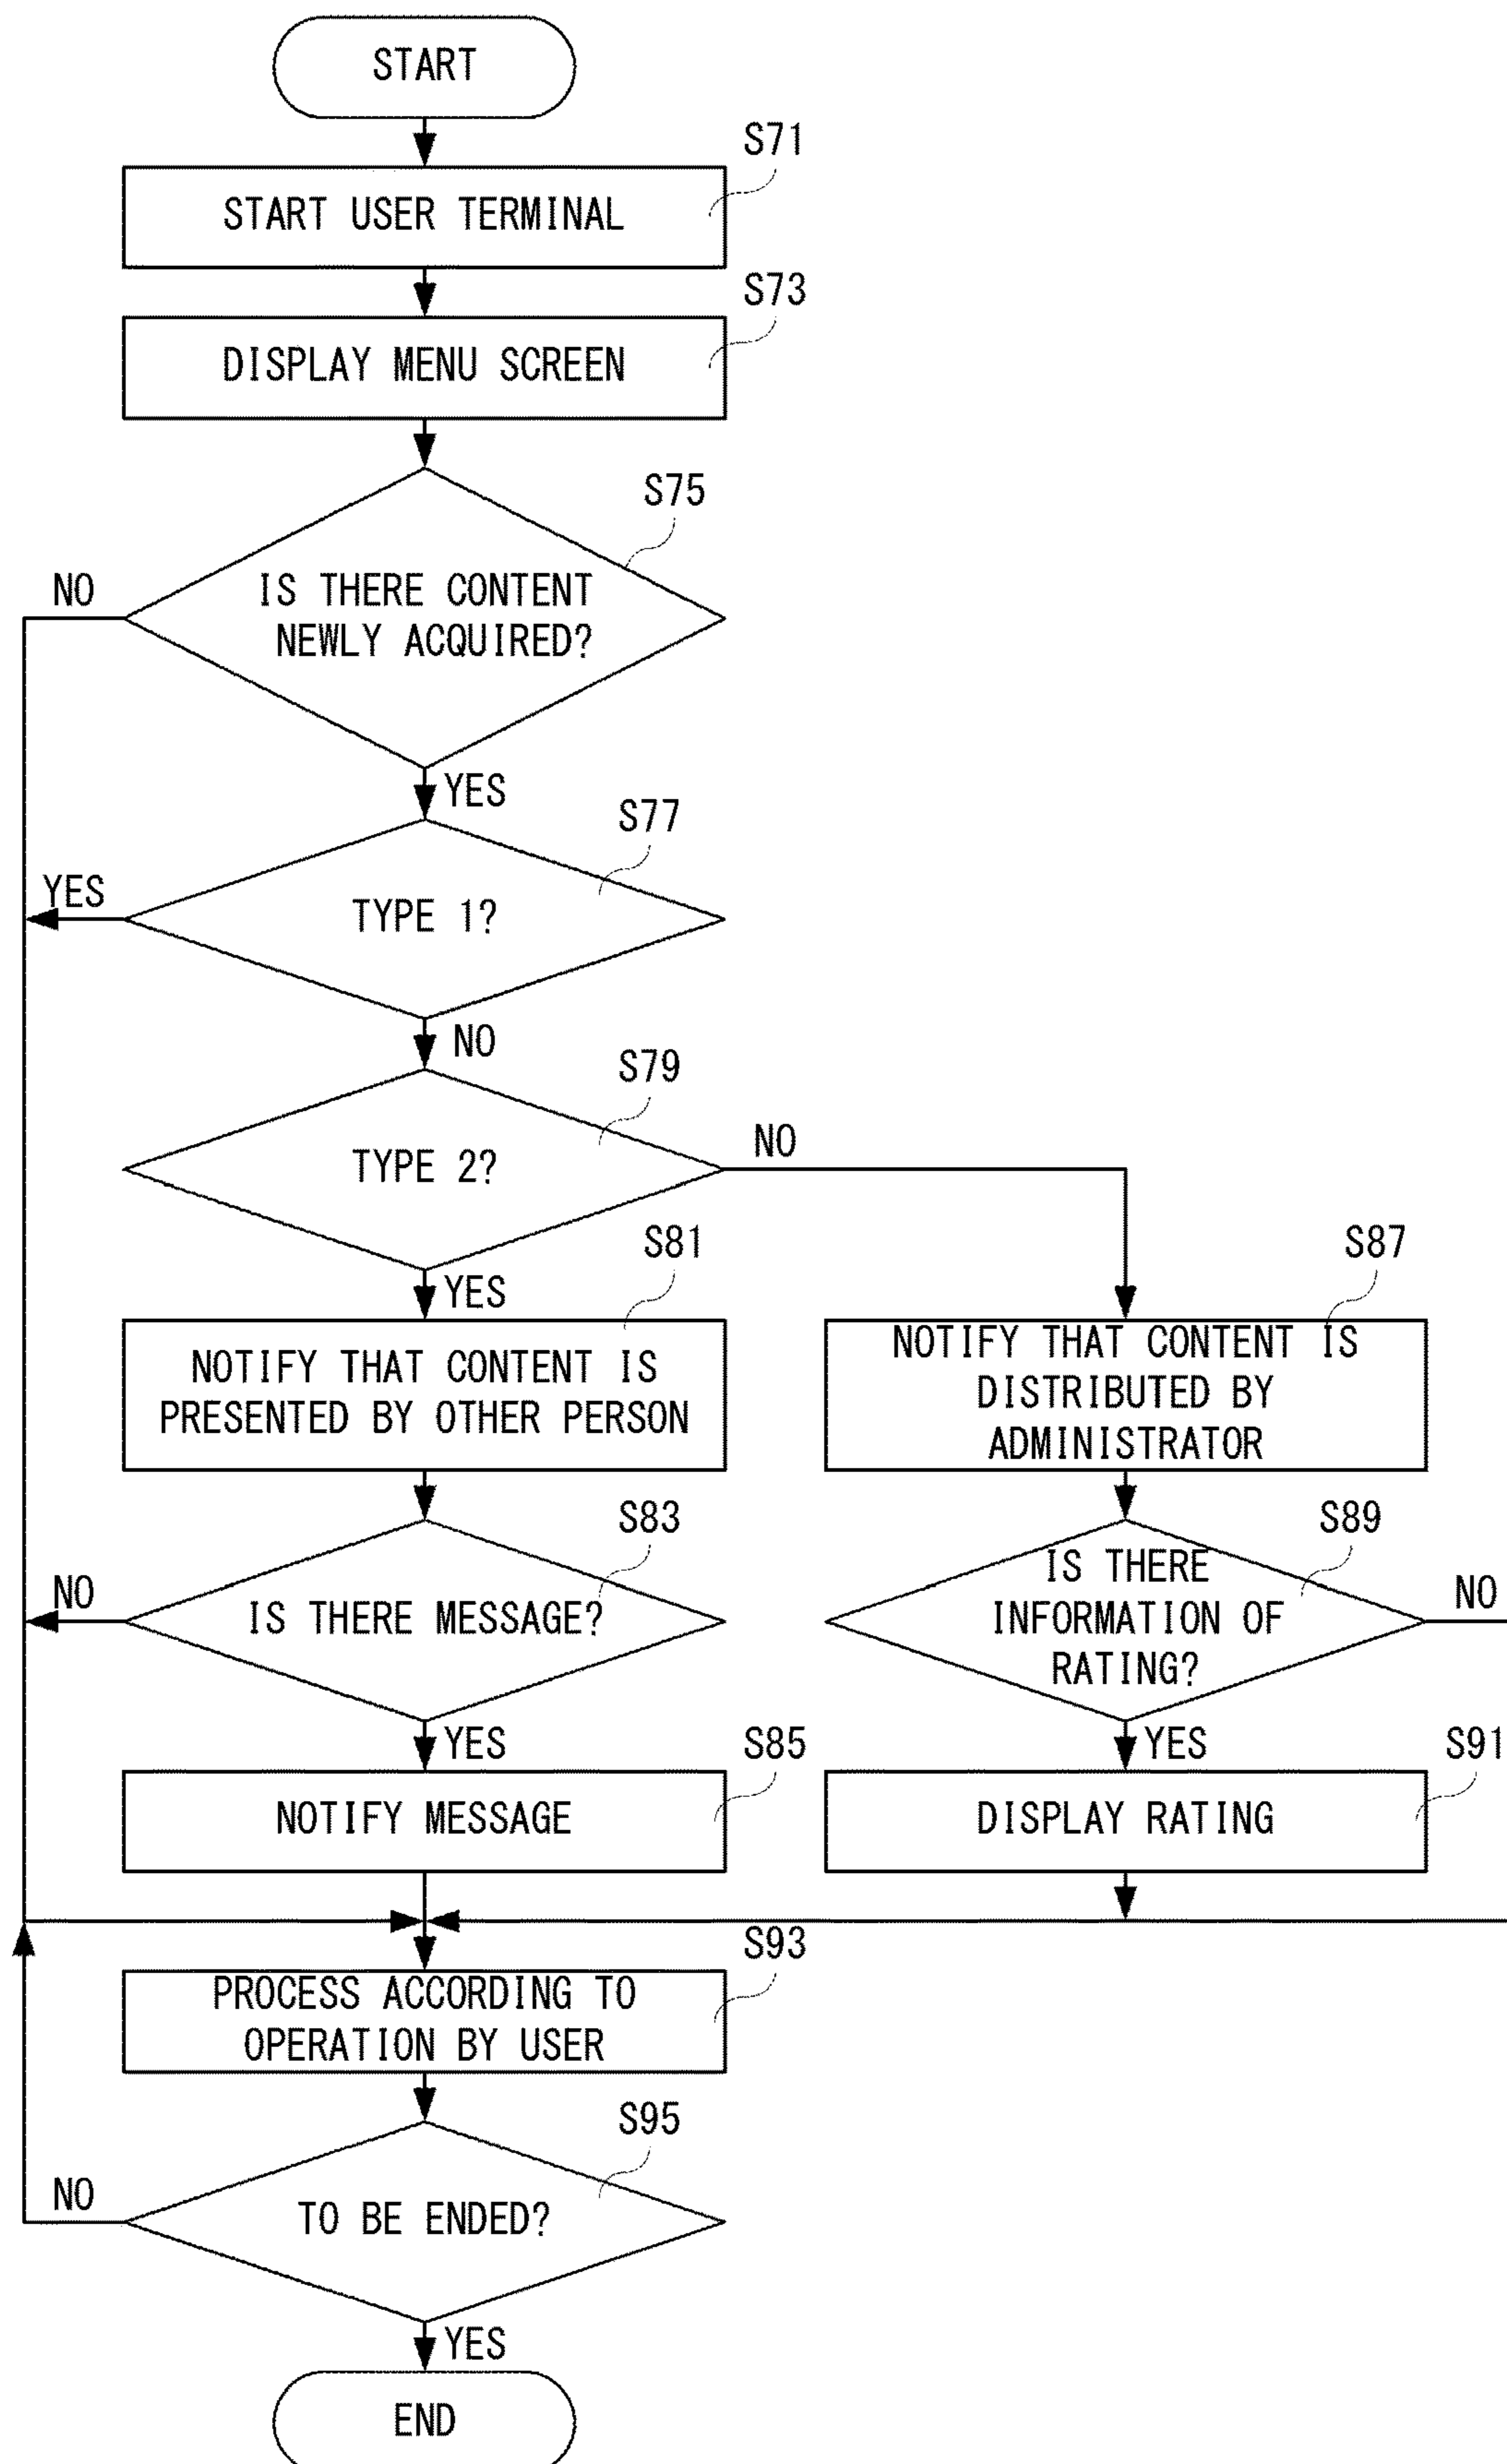 START
S71
START USER TERMINAL
S73
DISPLAY MENU SCREEN
S75
NO
IS THERE CONTENT
NEWLY ACQUIRED?
YES
S77
YES
TYPE 1?
NO
S79
TYPE 2?
NO
YES
S81
NOTIFY THAT CONTENT IS
PRESENTED BY OTHER PERSON
S87
NOTIFY THAT CONTENT IS
DISTRIBUTED BY
ADMINISTRATOR
S83
NO
IS THERE MESSAGE?
YES
S89
IS THERE
INFORMATION OF
RATING?
NO
YES
S85
NOTIFY MESSAGE
S91
DISPLAY RATING
S93
PROCESS ACCORDING TO
OPERATION BY USER
S95
NO
TO BE ENDED?
YES
END